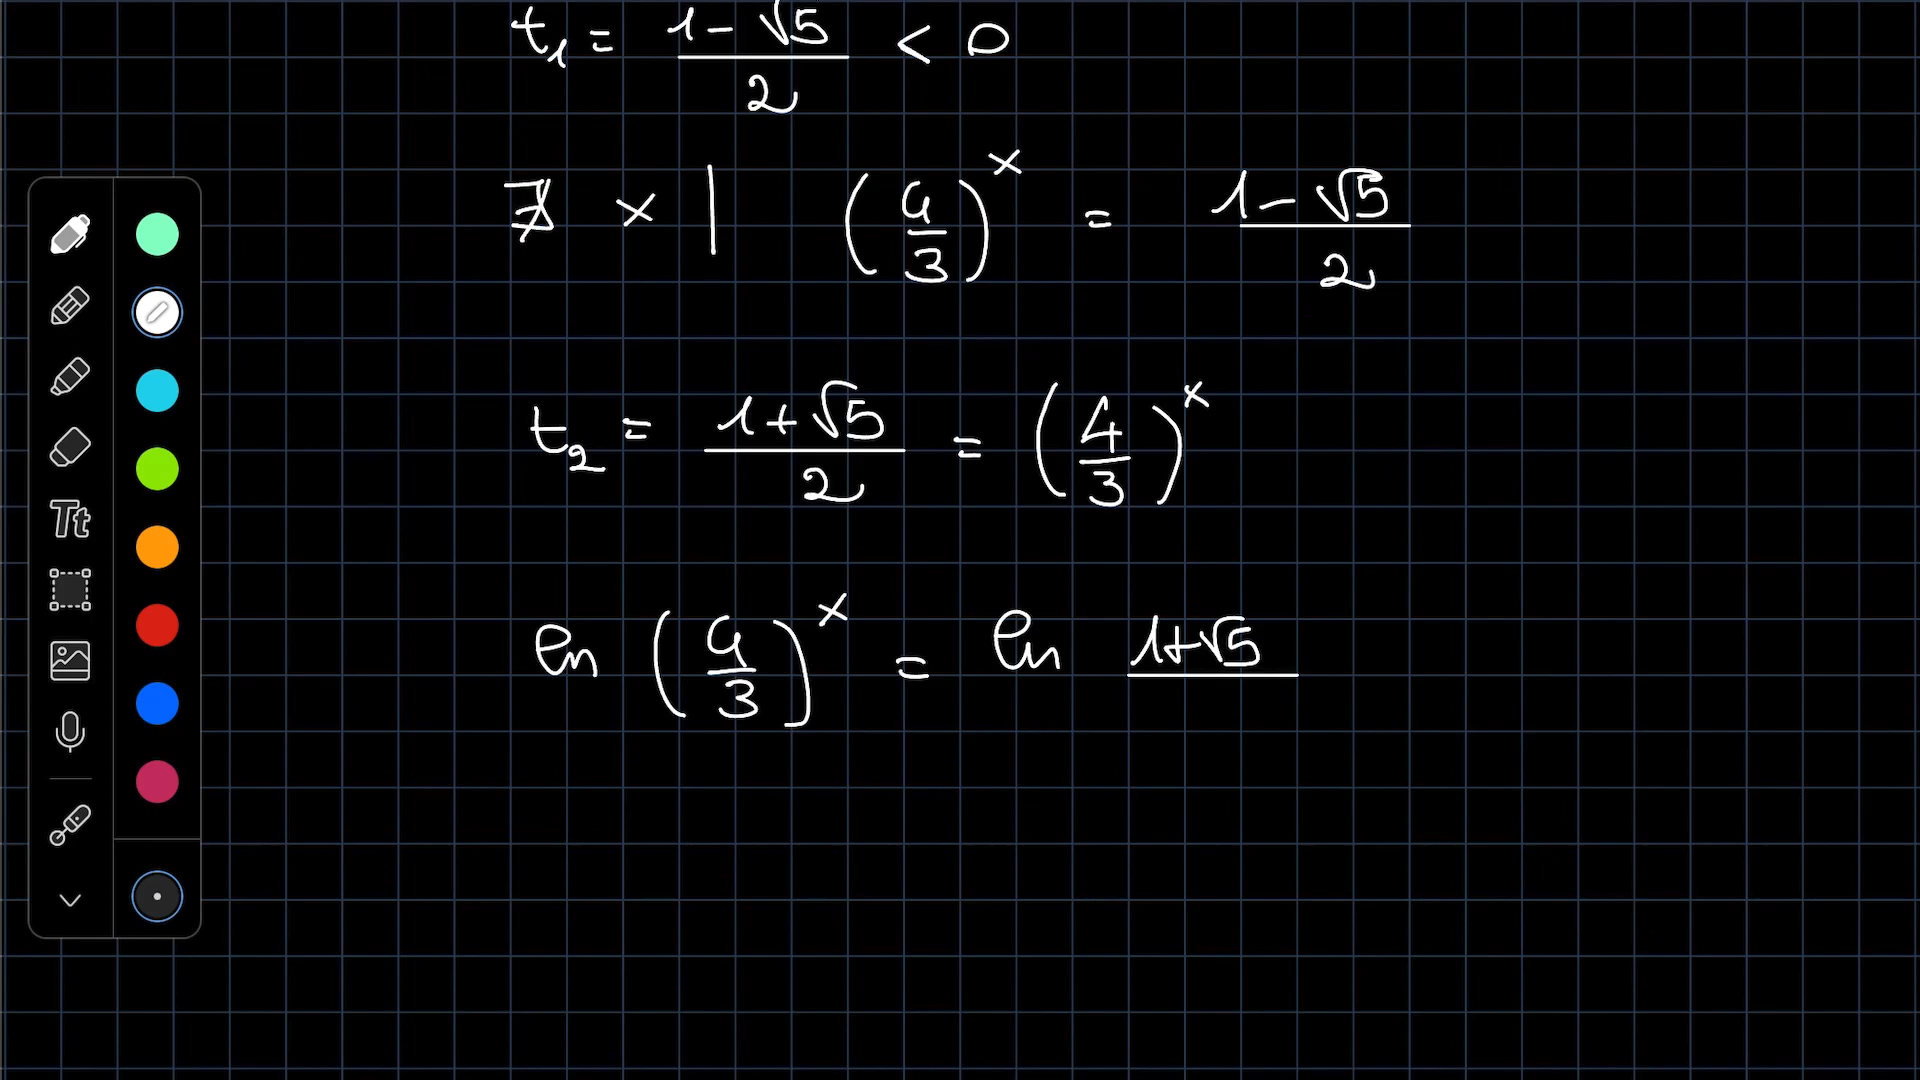 t₁ = (1 - √5)/2 < 0
∄ x | (4/3)^x = (1 - √5)/2
t₂ = (1 + √5)/2 = (4/3)^x
ln (4/3)^x = ln (1+√5)/
Tt